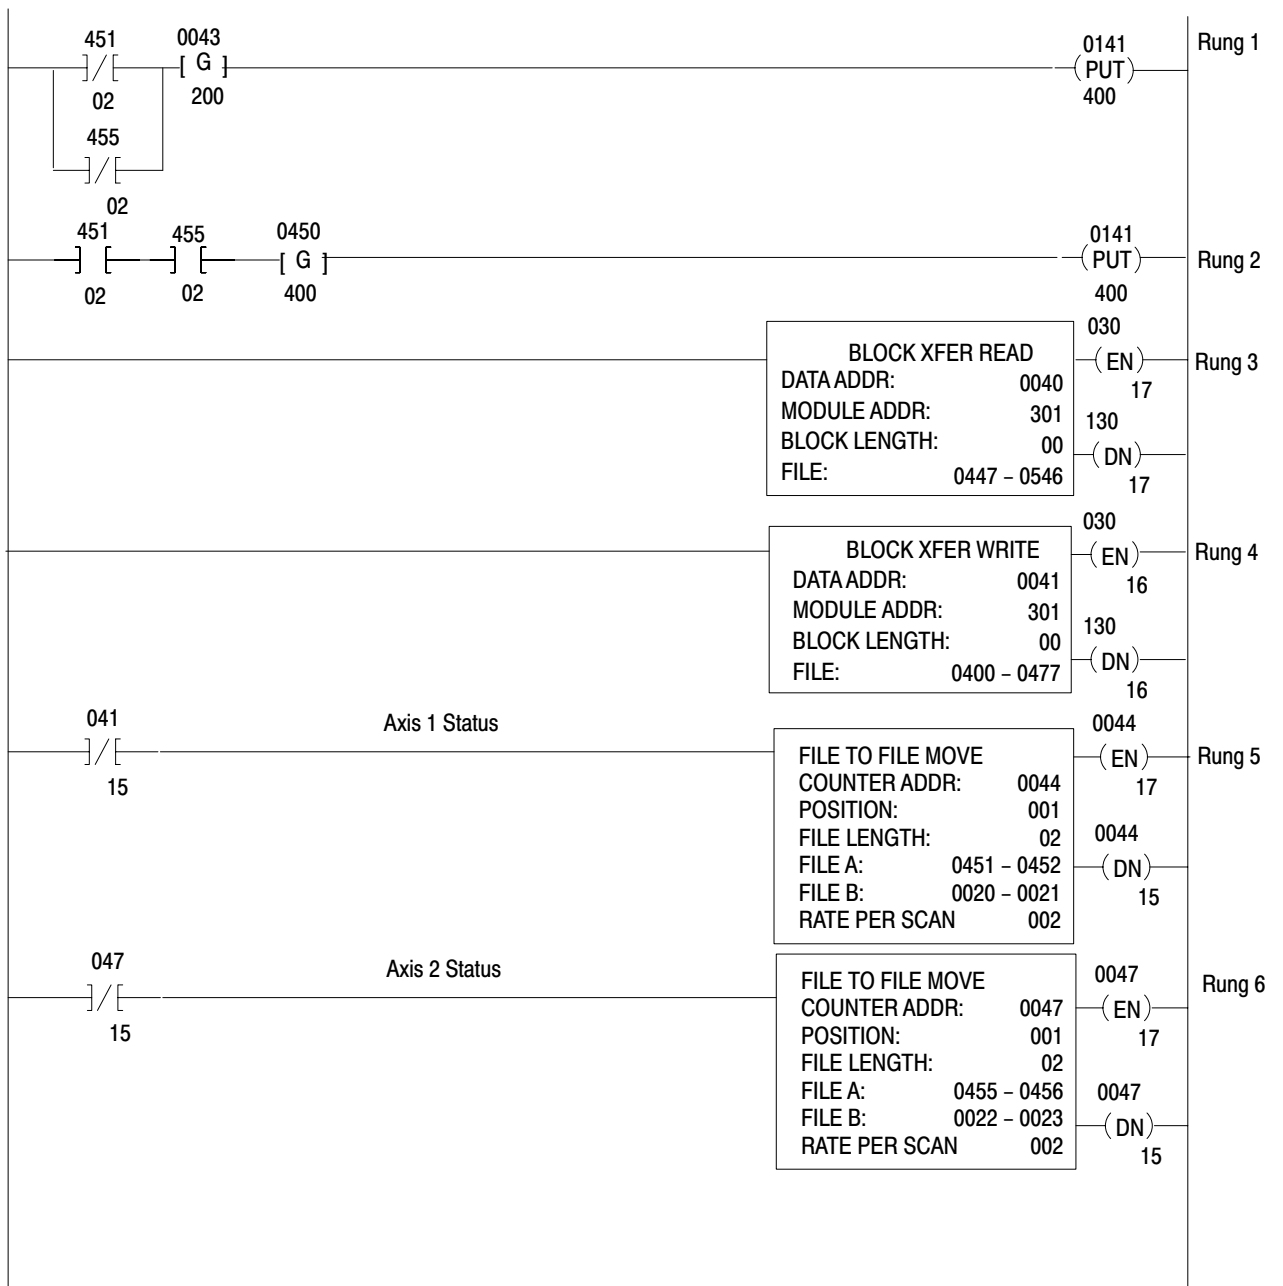 451 0043 0141 Rung 1
]/[ [ G ] (PUT)
02 200 400
455
]/[
02
451 455 0450 0141
] [ ] [ [ G ] (PUT) Rung 2
02 02 400 400
030
BLOCK XFER READ (EN) Rung 3
DATA ADDR: 0040 17
MODULE ADDR: 301 130
BLOCK LENGTH: 00 (DN)
FILE: 0447 – 0546 17
030
BLOCK XFER WRITE (EN) Rung 4
DATA ADDR: 0041 16
MODULE ADDR: 301 130
BLOCK LENGTH: 00 (DN)
FILE: 0400 – 0477 16
041 Axis 1 Status 0044
]/[ FILE TO FILE MOVE (EN) Rung 5
15 COUNTER ADDR: 0044 17
POSITION: 001
FILE LENGTH: 02 0044
FILE A: 0451 – 0452 (DN)
FILE B: 0020 – 0021 15
RATE PER SCAN 002
047 Axis 2 Status 0047
]/[ FILE TO FILE MOVE Rung 6
COUNTER ADDR: 0047 (EN)
15 POSITION: 001 17
FILE LENGTH: 02
FILE A: 0455 – 0456 0047
FILE B: 0022 – 0023 (DN)
RATE PER SCAN 002 15